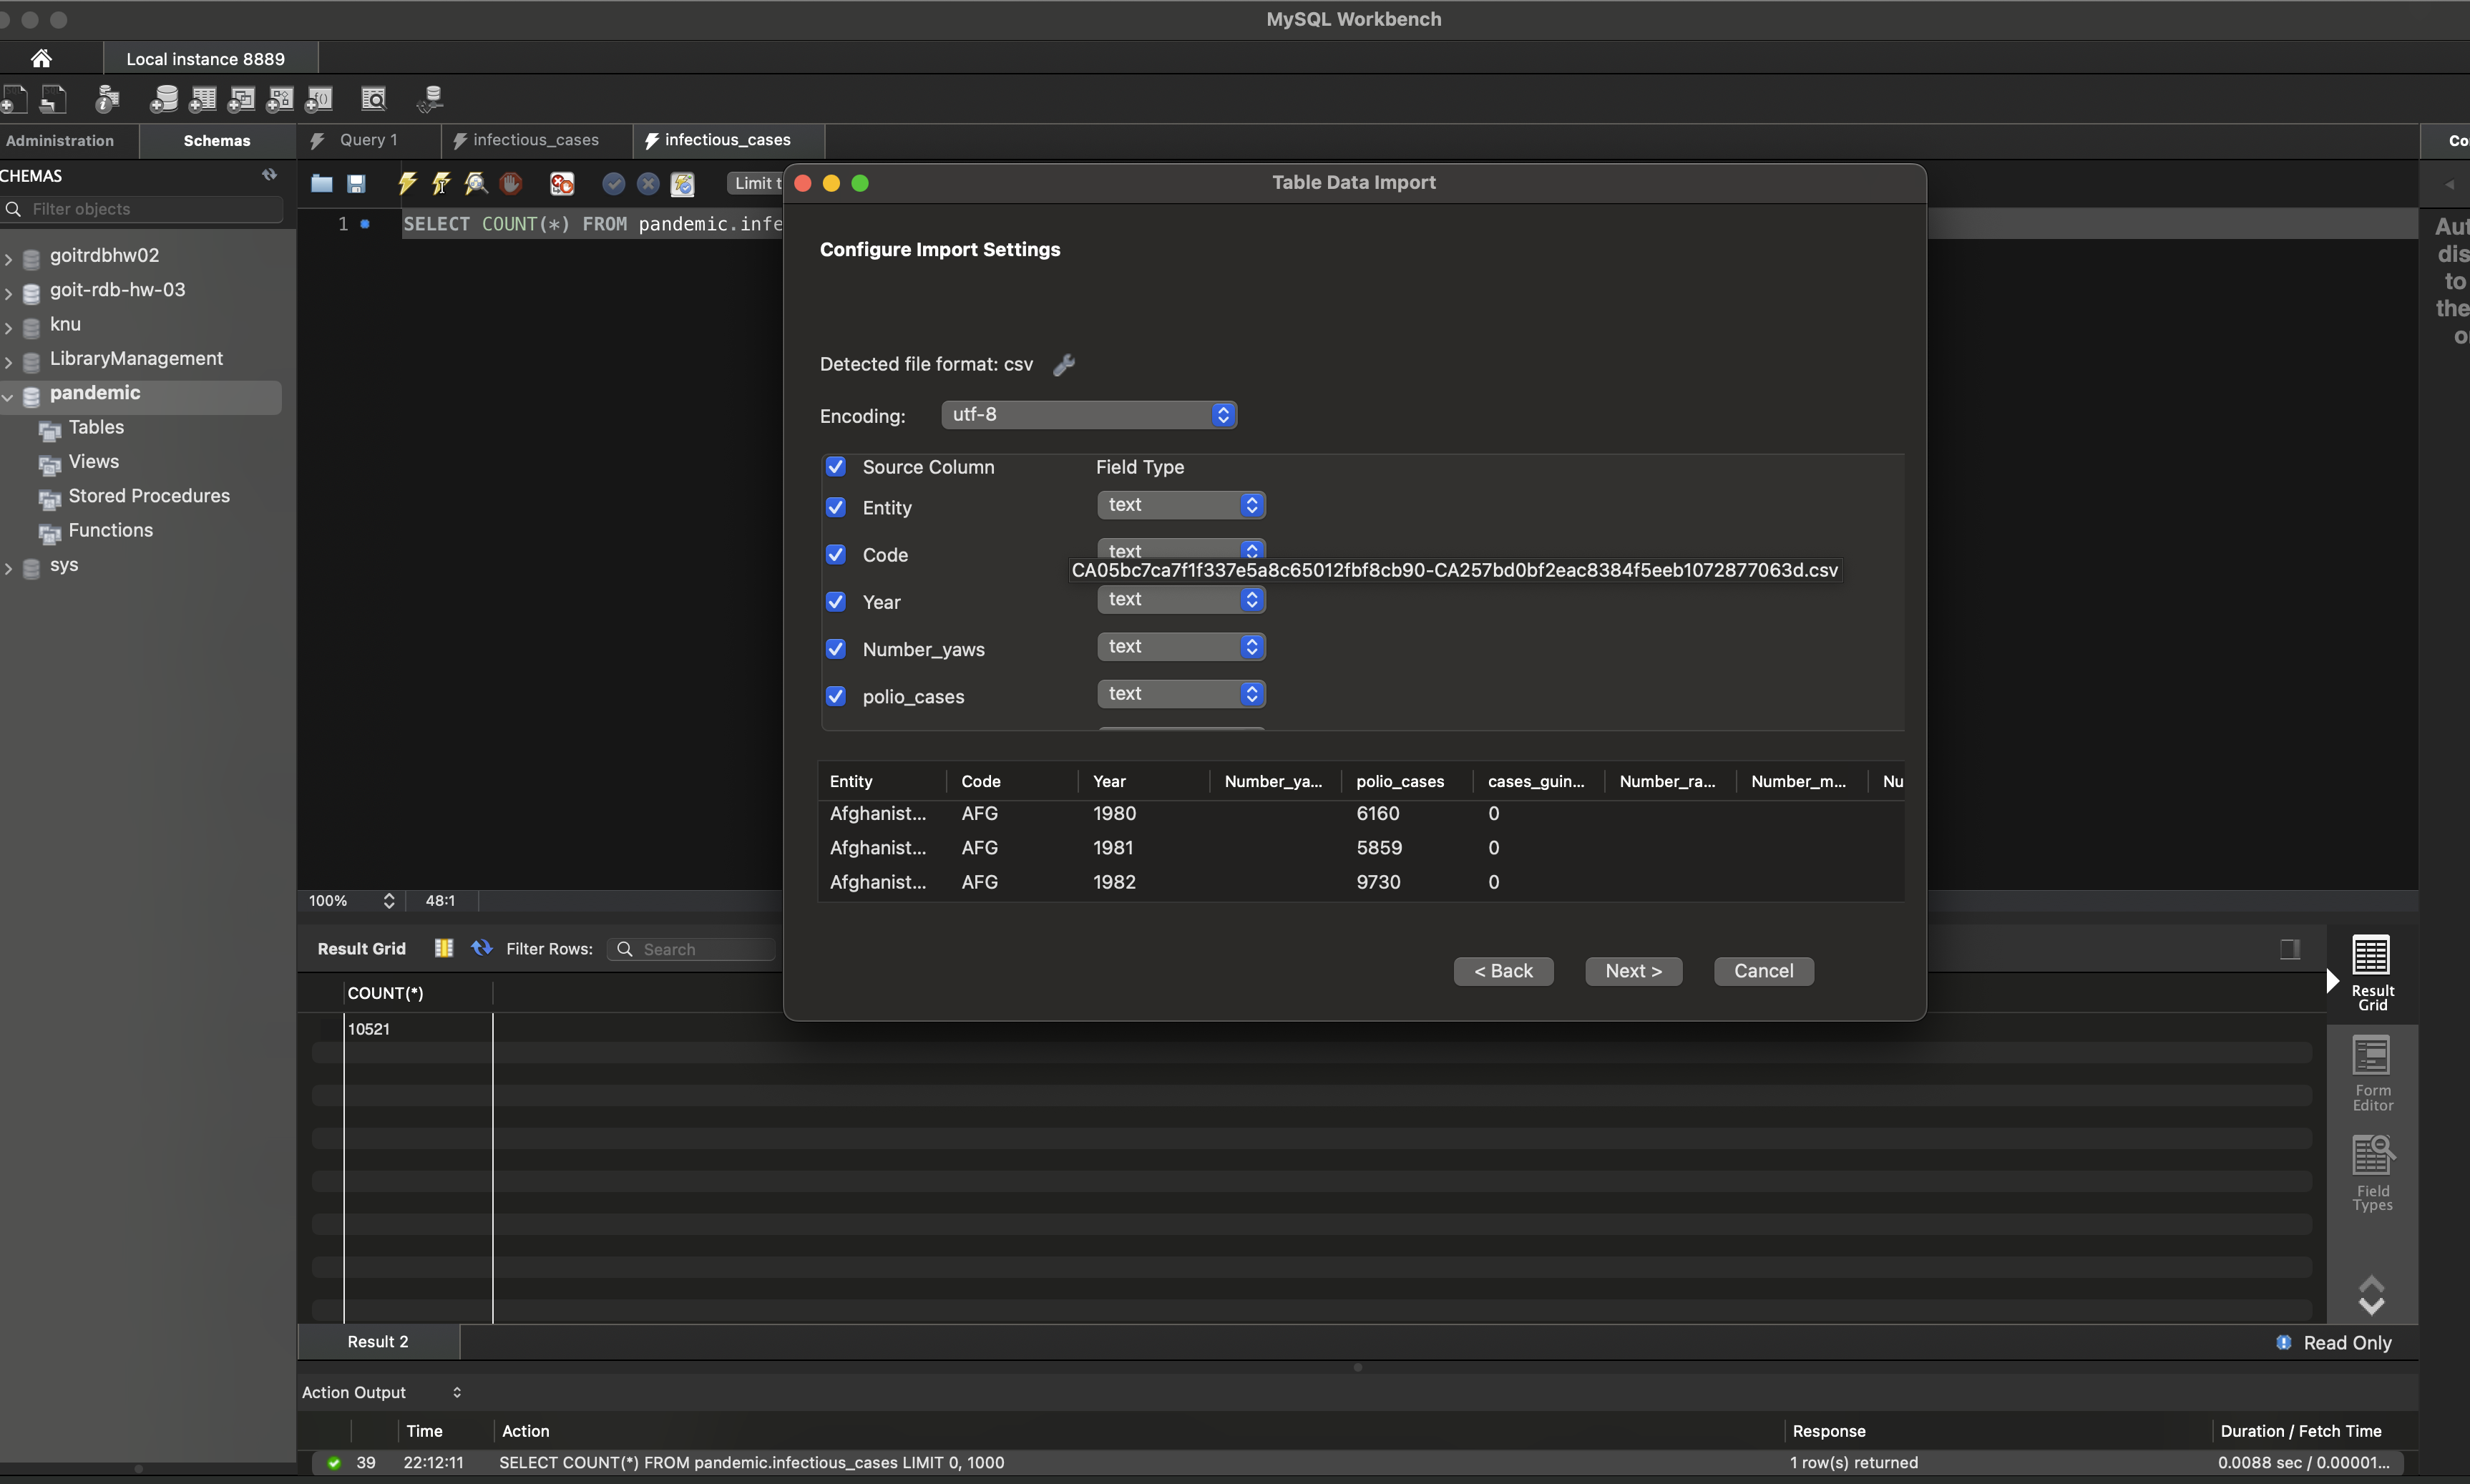 MySQL Workbench
Local instance 8889
Administration
Schemas
Query 1
infectious_cases
infectious_cases
CHEMAS
Filter objects
goitrdbhw02
goit-rdb-hw-03
knu
LibraryManagement
pandemic
Tables
Views
Stored Procedures
Functions
sys
Limit t
1
SELECT COUNT(*) FROM pandemic.infe
Table Data Import
Configure Import Settings
Detected file format: csv
Encoding:
utf-8
Source Column
Field Type
Entity
text
Code
text
CA05bc7ca7f1f337e5a8c65012fbf8cb90-CA257bd0bf2eac8384f5eeb1072877063d.csv
Year
text
Number_yaws
text
polio_cases
text
Entity Code Year Number_ya... polio_cases cases_guin... Number_ra... Number_m... Nu
Afghanist... AFG 1980 6160 0
Afghanist... AFG 1981 5859 0
Afghanist... AFG 1982 9730 0
< Back
Next >
Cancel
Co
Aut
dis
to
the
100%
48:1
Result Grid
Filter Rows:
Search
COUNT(*)
10521
Result
Grid
Form
Editor
Field
Types
Result 2
Read Only
Action Output
Time Action Response Duration / Fetch Time
39 22:12:11 SELECT COUNT(*) FROM pandemic.infectious_cases LIMIT 0, 1000 1 row(s) returned 0.0088 sec / 0.00001...